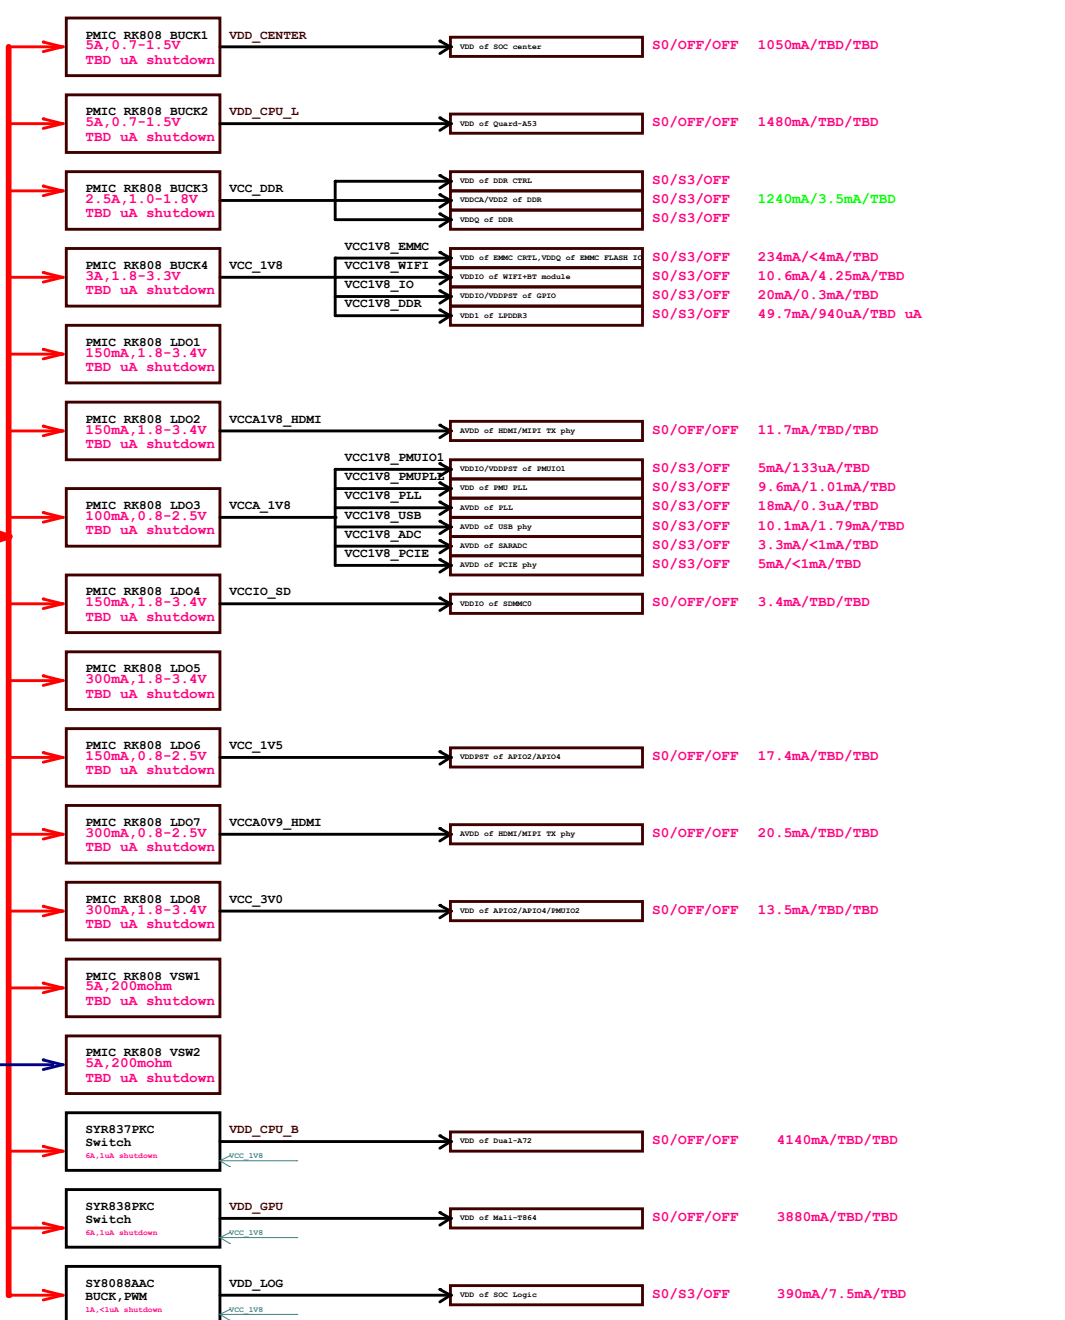 PMIC RK808 BUCK1
5A,0.7-1.5V
TBD uA shutdown
VDD_CENTER
VDD of SOC center
S0/OFF/OFF 1050mA/TBD/TBD
PMIC RK808 BUCK2
5A,0.7-1.5V
TBD uA shutdown
VDD_CPU_L
VDD of Quard-A53
S0/OFF/OFF 1480mA/TBD/TBD
PMIC RK808 BUCK3
2.5A,1.0-1.8V
TBD uA shutdown
VCC_DDR
VDD of DDR CTRL
S0/S3/OFF
VDDCA/VDD2 of DDR
S0/S3/OFF 1240mA/3.5mA/TBD
VDDQ of DDR
S0/S3/OFF
PMIC RK808 BUCK4
3A,1.8-3.3V
TBD uA shutdown
VCC_1V8
VCC1V8_EMMC
VDD of EMMC CRTL,VDDQ of EMMC FLASH IO
S0/S3/OFF 234mA/<4mA/TBD
VCC1V8_WIFI
VDDIO of WIFI+BT module
S0/S3/OFF 10.6mA/4.25mA/TBD
VCC1V8_IO
VDDIO/VDDPST of GPIO
S0/S3/OFF 20mA/0.3mA/TBD
VCC1V8_DDR
VDD1 of LPDDR3
S0/S3/OFF 49.7mA/940uA/TBD uA
PMIC RK808 LDO1
150mA,1.8-3.4V
TBD uA shutdown
PMIC RK808 LDO2
150mA,1.8-3.4V
TBD uA shutdown
VCCA1V8_HDMI
AVDD of HDMI/MIPI TX phy
S0/OFF/OFF 11.7mA/TBD/TBD
PMIC RK808 LDO3
100mA,0.8-2.5V
TBD uA shutdown
VCCA_1V8
VCC1V8_PMUIO1
VDDIO/VDDPST of PMUIO1
S0/S3/OFF 5mA/133uA/TBD
VCC1V8_PMUPLL
VDD of PMU PLL
S0/S3/OFF 9.6mA/1.01mA/TBD
VCC1V8_PLL
AVDD of PLL
S0/S3/OFF 18mA/0.3uA/TBD
VCC1V8_USB
AVDD of USB phy
S0/S3/OFF 10.1mA/1.79mA/TBD
VCC1V8_ADC
AVDD of SARADC
S0/S3/OFF 3.3mA/<1mA/TBD
VCC1V8_PCIE
AVDD of PCIE phy
S0/S3/OFF 5mA/<1mA/TBD
PMIC RK808 LDO4
150mA,1.8-3.4V
TBD uA shutdown
VCCIO_SD
VDDIO of SDMMC0
S0/OFF/OFF 3.4mA/TBD/TBD
PMIC RK808 LDO5
300mA,1.8-3.4V
TBD uA shutdown
PMIC RK808 LDO6
150mA,0.8-2.5V
TBD uA shutdown
VCC_1V5
VDDPST of APIO2/APIO4
S0/OFF/OFF 17.4mA/TBD/TBD
PMIC RK808 LDO7
300mA,0.8-2.5V
TBD uA shutdown
VCCA0V9_HDMI
AVDD of HDMI/MIPI TX phy
S0/OFF/OFF 20.5mA/TBD/TBD
PMIC RK808 LDO8
300mA,1.8-3.4V
TBD uA shutdown
VCC_3V0
VDD of APIO2/APIO4/PMUIO2
S0/OFF/OFF 13.5mA/TBD/TBD
PMIC RK808 VSW1
5A,200mohm
TBD uA shutdown
PMIC RK808 VSW2
5A,200mohm
TBD uA shutdown
SYR837PKC
Switch
6A,1uA shutdown
VDD_CPU_B
VCC_1V8
VDD of Dual-A72
S0/OFF/OFF 4140mA/TBD/TBD
SYR838PKC
Switch
6A,1uA shutdown
VDD_GPU
VCC_1V8
VDD of Mali-T864
S0/OFF/OFF 3880mA/TBD/TBD
SY8088AAC
BUCK,PWM
1A,<1uA shutdown
VDD_LOG
VCC_1V8
VDD of SOC Logic
S0/S3/OFF 390mA/7.5mA/TBD